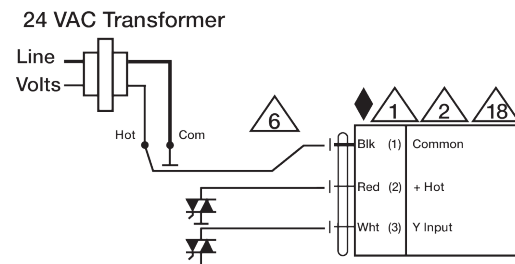 24 VAC Transformer
Line
Volts
Hot
Com
6
1
2
18
Blk (1) Common
Red (2) + Hot
Wht (3) Y Input